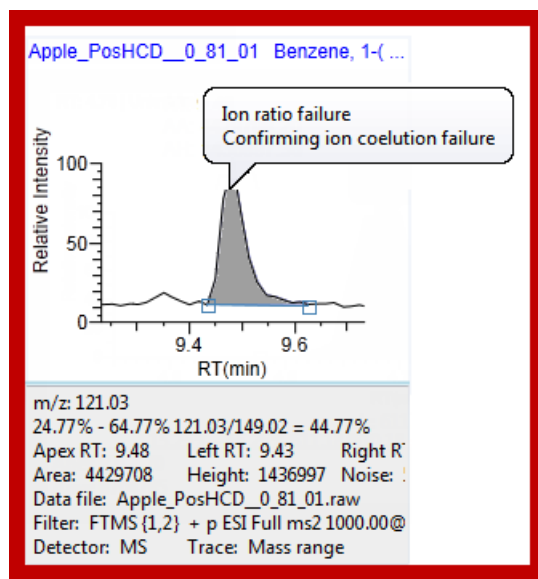 Apple_PosHCD__0_81_01 Benzene, 1-( ...
Ion ratio failure
Confirming ion coelution failure
Relative Intensity
100
50
0
9.4 9.6
RT(min)
m/z: 121.03
24.77% - 64.77% 121.03/149.02 = 44.77%
Apex RT: 9.48 Left RT: 9.43 Right
Area: 4429708 Height: 1436997 Noise:
Data file: Apple_PosHCD__0_81_01.raw
Filter: FTMS {1,2} + p ESI Full ms2 1000.00@
Detector: MS Trace: Mass range